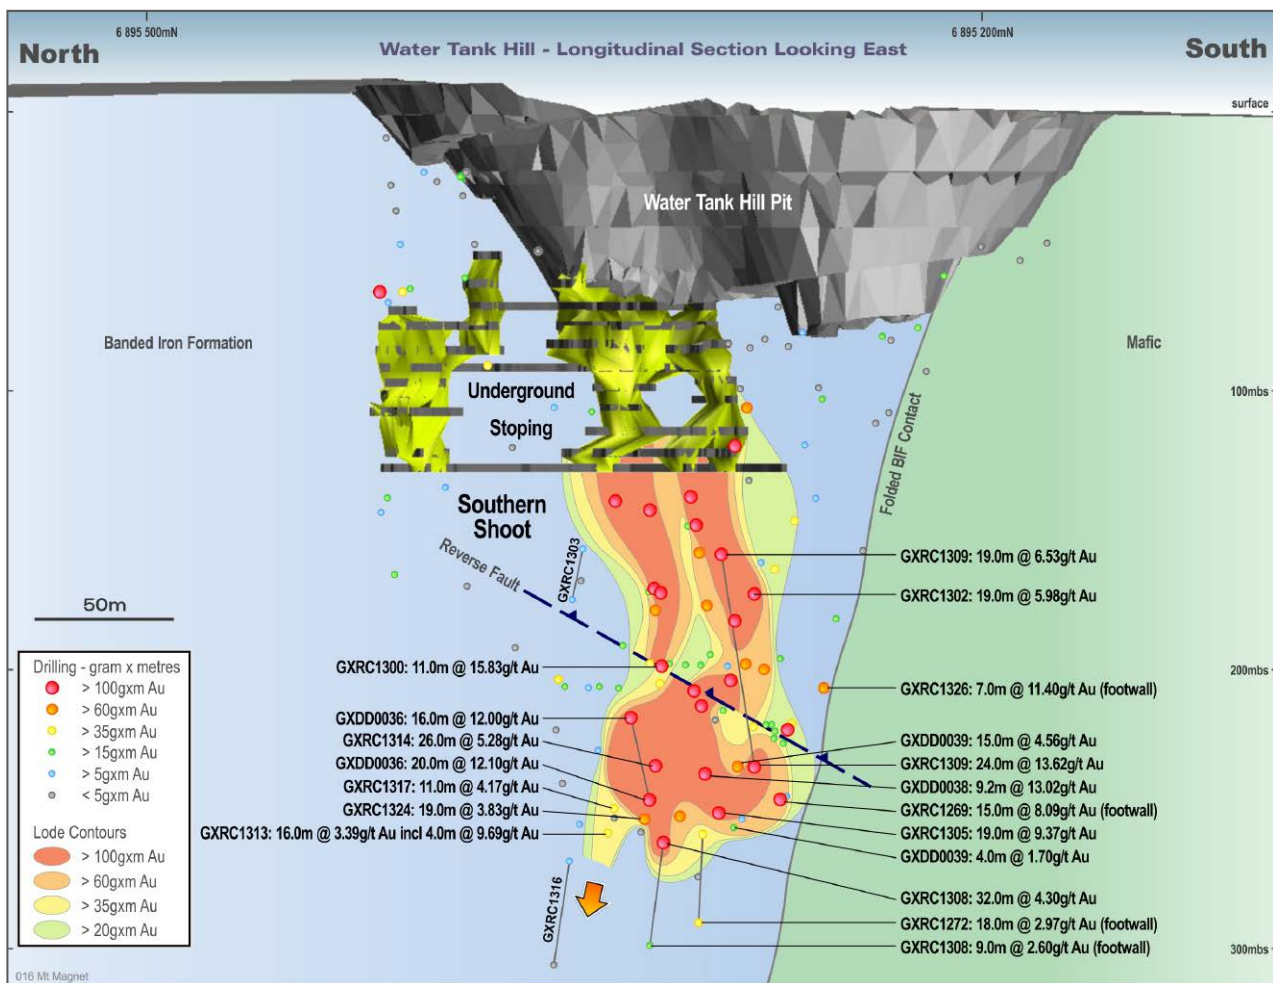 6 895 500mN
6 895 200mN
North
Water Tank Hill - Longitudinal Section Looking East
South
surface
Water Tank Hill Pit
Banded Iron Formation
Mafic
100mbs
Underground
Stoping
Folded BIF Contact
Southern
Shoot
Reverse Fault
GXRC1303
GXRC1309: 19.0m @ 6.53g/t Au
GXRC1302: 19.0m @ 5.98g/t Au
50m
200mbs
GXRC1300: 11.0m @ 15.83g/t Au
GXRC1326: 7.0m @ 11.40g/t Au (footwall)
GXDD0036: 16.0m @ 12.00g/t Au
GXRC1314: 26.0m @ 5.28g/t Au
GXDD0036: 20.0m @ 12.10g/t Au
GXRC1317: 11.0m @ 4.17g/t Au
GXRC1324: 19.0m @ 3.83g/t Au
GXRC1313: 16.0m @ 3.39g/t Au incl 4.0m @ 9.69g/t Au
GXDD0039: 15.0m @ 4.56g/t Au
GXRC1309: 24.0m @ 13.62g/t Au
GXDD0038: 9.2m @ 13.02g/t Au
GXRC1269: 15.0m @ 8.09g/t Au (footwall)
GXRC1305: 19.0m @ 9.37g/t Au
GXDD0039: 4.0m @ 1.70g/t Au
GXRC1308: 32.0m @ 4.30g/t Au
GXRC1272: 18.0m @ 2.97g/t Au (footwall)
GXRC1308: 9.0m @ 2.60g/t Au (footwall)
GXRC1316
300mbs
Drilling - gram x metres
> 100gxm Au
> 60gxm Au
> 35gxm Au
> 15gxm Au
> 5gxm Au
< 5gxm Au
Lode Contours
> 100gxm Au
> 60gxm Au
> 35gxm Au
> 20gxm Au
016 Mt Magnet